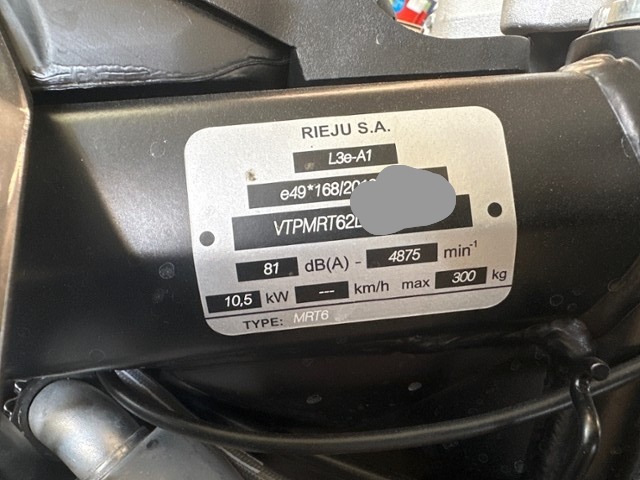 RIEJU S.A.
L3e-A1
e49*168/201
VTPMRT62
81 dB(A) - 4875 min⁻¹
10,5 kW --- km/h max 300 kg
TYPE: MRT6